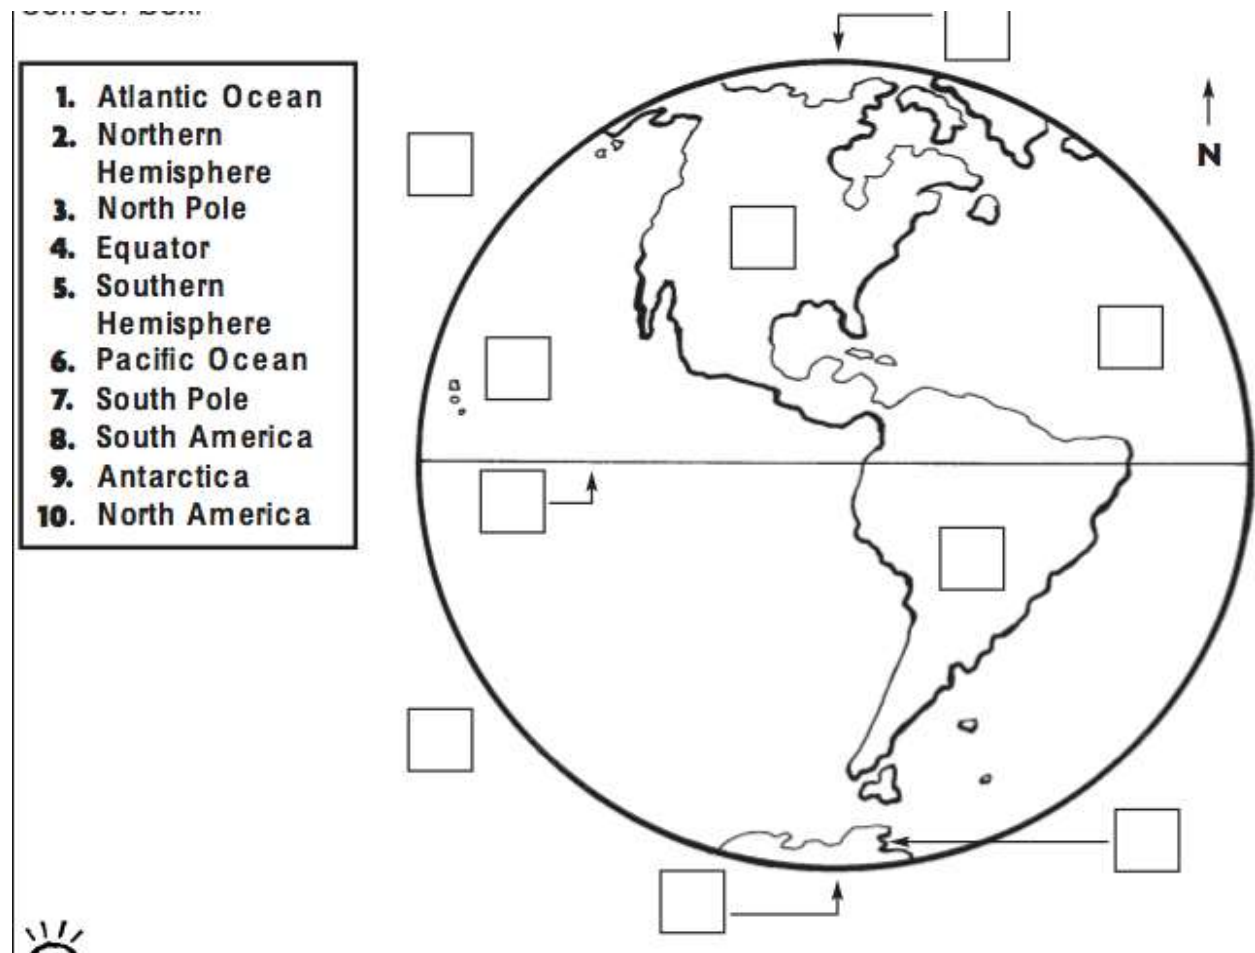 1. Atlantic Ocean
2. Northern
Hemisphere
3. North Pole
4. Equator
5. Southern
Hemisphere
6. Pacific Ocean
7. South Pole
8. South America
9. Antarctica
10. North America
N